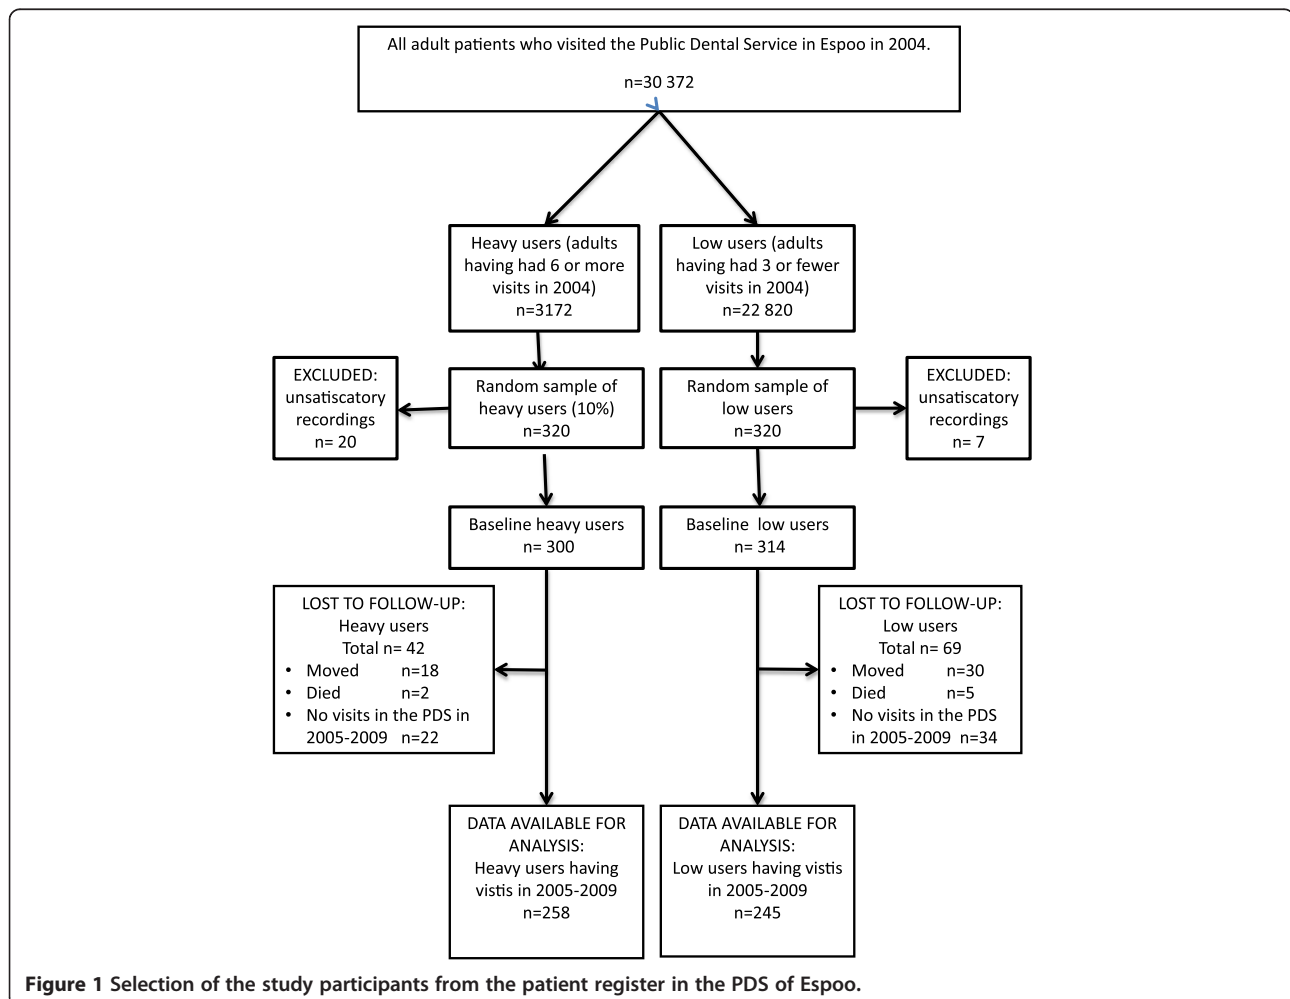 All adult patients who visited the Public Dental Service in Espoo in 2004.
n=30 372
Heavy users (adults
having had 6 or more
visits in 2004)
n=3172
Low users (adults
having had 3 or fewer
visits in 2004)
n=22 820
EXCLUDED:
unsatiscatory
recordings
n= 20
Random sample of
heavy users (10%)
n=320
Random sample of
low users
n=320
EXCLUDED:
unsatiscatory
recordings
n= 7
Baseline heavy users
n= 300
Baseline low users
n= 314
LOST TO FOLLOW-UP:
Heavy users
Total n= 42
• Moved n=18
• Died n=2
• No visits in the PDS in
2005-2009 n=22
LOST TO FOLLOW-UP:
Low users
Total n= 69
• Moved n=30
• Died n=5
• No visits in the PDS
in 2005-2009 n=34
DATA AVAILABLE FOR
ANALYSIS:
Heavy users having
vistis in 2005-2009
n=258
DATA AVAILABLE FOR
ANALYSIS:
Low users having vistis
in 2005-2009
n=245
Figure 1 Selection of the study participants from the patient register in the PDS of Espoo.